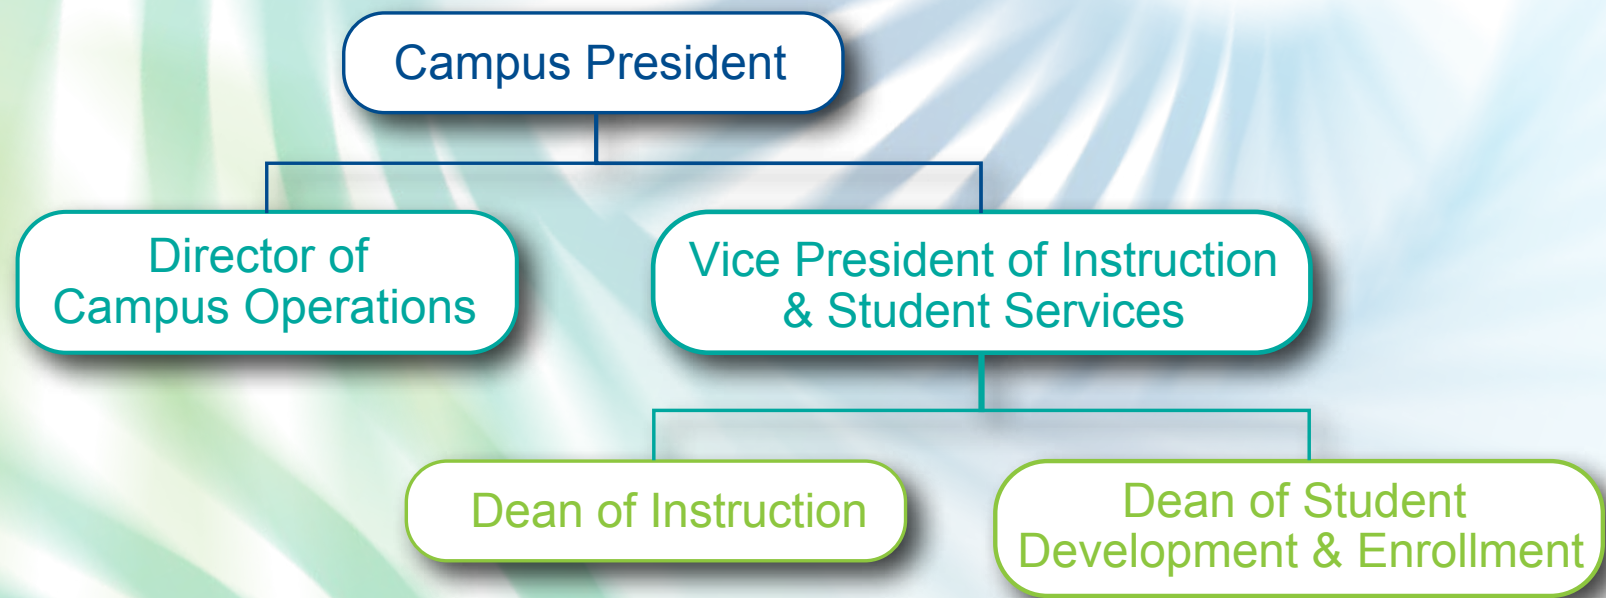 Campus President
Director of
Campus Operations
Vice President of Instruction
& Student Services
Dean of Instruction
Dean of Student
Development & Enrollment